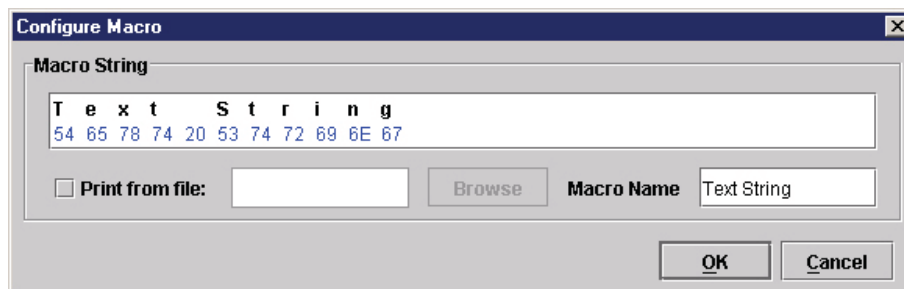 Configure Macro
Macro String
T e x t   S t r i n g
54 65 78 74 20 53 74 72 69 6E 67
Print from file: Browse Macro Name Text String
OK Cancel